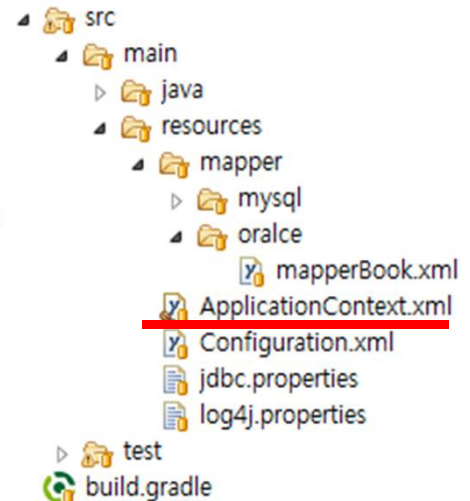 src
main
java
resources
mapper
mysql
oralce
mapperBook.xml
ApplicationContext.xml
Configuration.xml
jdbc.properties
log4j.properties
test
build.gradle